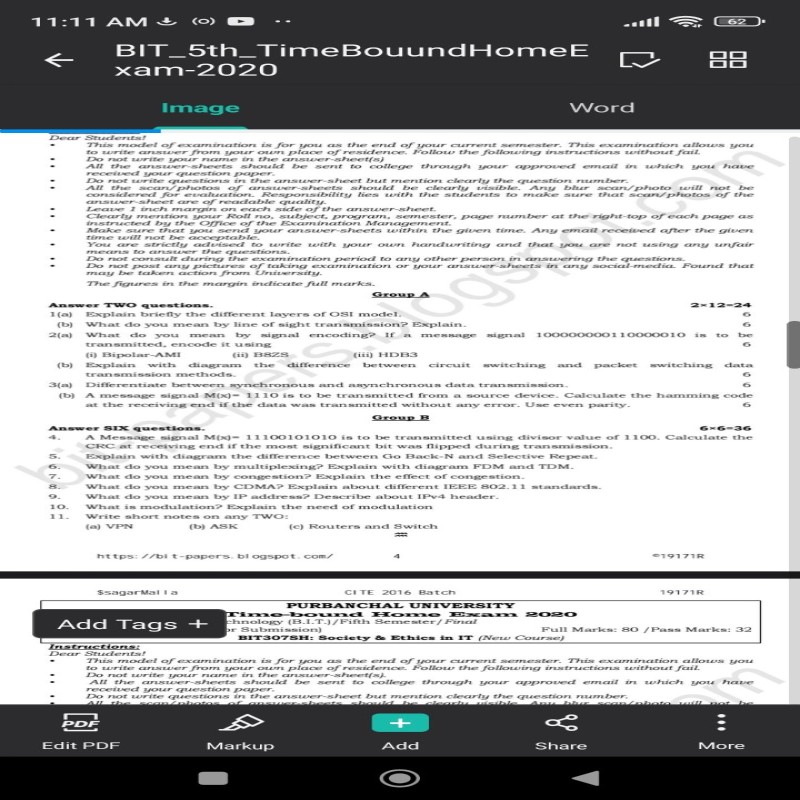 11:11 AM
62
BIT_5th_TimeBouundHomeE
xam-2020
Image
Word
Dear Students!
• This model of examination is for you as the end of your current semester. This examination allows you
to write answer from your own place of residence. Follow the following instructions without fail.
• Do not write your name in the answer-sheet(s)
• All the answer-sheets should be sent to college through your approved email in which you have
received your question paper.
• Do not write questions in the answer-sheet but mention clearly the question number.
• All the scan/photos of answer-sheets should be clearly visible. Any blur scan/photo will not be
considered for evaluation. Responsibility lies with the students to make sure that scan/photos of the
answer-sheet are of readable quality.
• Leave 1 inch margin on each side of the answer-sheet.
• Clearly mention your Roll no, subject, program, semester, page number at the right-top of each page as
instructed by the Office of the Examination Management.
• Make sure that you send your answer-sheets within the given time. Any email received after the given
time will not be acceptable.
• You are strictly advised to write with your own handwriting and that you are not using any unfair
means to answer the questions.
• Do not consult during the examination period to any other person in answering the questions.
• Do not post any pictures of taking examination or your answer-sheets in any social-media. Found that
may be taken action from University.
The figures in the margin indicate full marks.
Group A
Answer TWO questions. 2×12=24
1(a) Explain briefly the different layers of OSI model. 6
(b) What do you mean by line of sight transmission? Explain. 6
2(a) What do you mean by signal encoding? If a message signal 100000000110000010 is to be
transmitted, encode it using 6
(i) Bipolar-AMI (ii) B8ZS (iii) HDB3
(b) Explain with diagram the difference between circuit switching and packet switching data
transmission methods. 6
3(a) Differentiate between synchronous and asynchronous data transmission. 6
(b) A message signal M(x)= 1110 is to be transmitted from a source device. Calculate the hamming code
at the receiving end if the data was transmitted without any error. Use even parity. 6
Group B
Answer SIX questions. 6×6=36
4. A Message signal M(x)= 11100101010 is to be transmitted using divisor value of 1100. Calculate the
CRC at receiving end if the most significant bit was flipped during transmission.
5. Explain with diagram the difference between Go Back-N and Selective Repeat.
6. What do you mean by multiplexing? Explain with diagram FDM and TDM.
7. What do you mean by congestion? Explain the effect of congestion.
8. What do you mean by CDMA? Explain about different IEEE 802.11 standards.
9. What do you mean by IP address? Describe about IPv4 header.
10. What is modulation? Explain the need of modulation
11. Write short notes on any TWO:
(a) VPN (b) ASK (c) Routers and Switch
https://bit-papers.blogspot.com/ 4 ©19171R
$sagarMalla CITE 2016 Batch 19171R
PURBANCHAL UNIVERSITY
Time-bound Home Exam 2020
chnology (B.I.T.)/Fifth Semester/Final
or Submission) Full Marks: 80 /Pass Marks: 32
BIT307SH: Society & Ethics in IT (New Course)
Add Tags +
Instructions:
Dear Students!
• This model of examination is for you as the end of your current semester. This examination allows you
to write answer from your own place of residence. Follow the following instructions without fail.
• Do not write your name in the answer-sheet(s).
• All the answer-sheets should be sent to college through your approved email in which you have
received your question paper.
• Do not write questions in the answer-sheet but mention clearly the question number.
• All the scan/photos of answer-sheets should be clearly visible. Any blur scan/photo will not be
PDF
Edit PDF
Markup
Add
Share
More